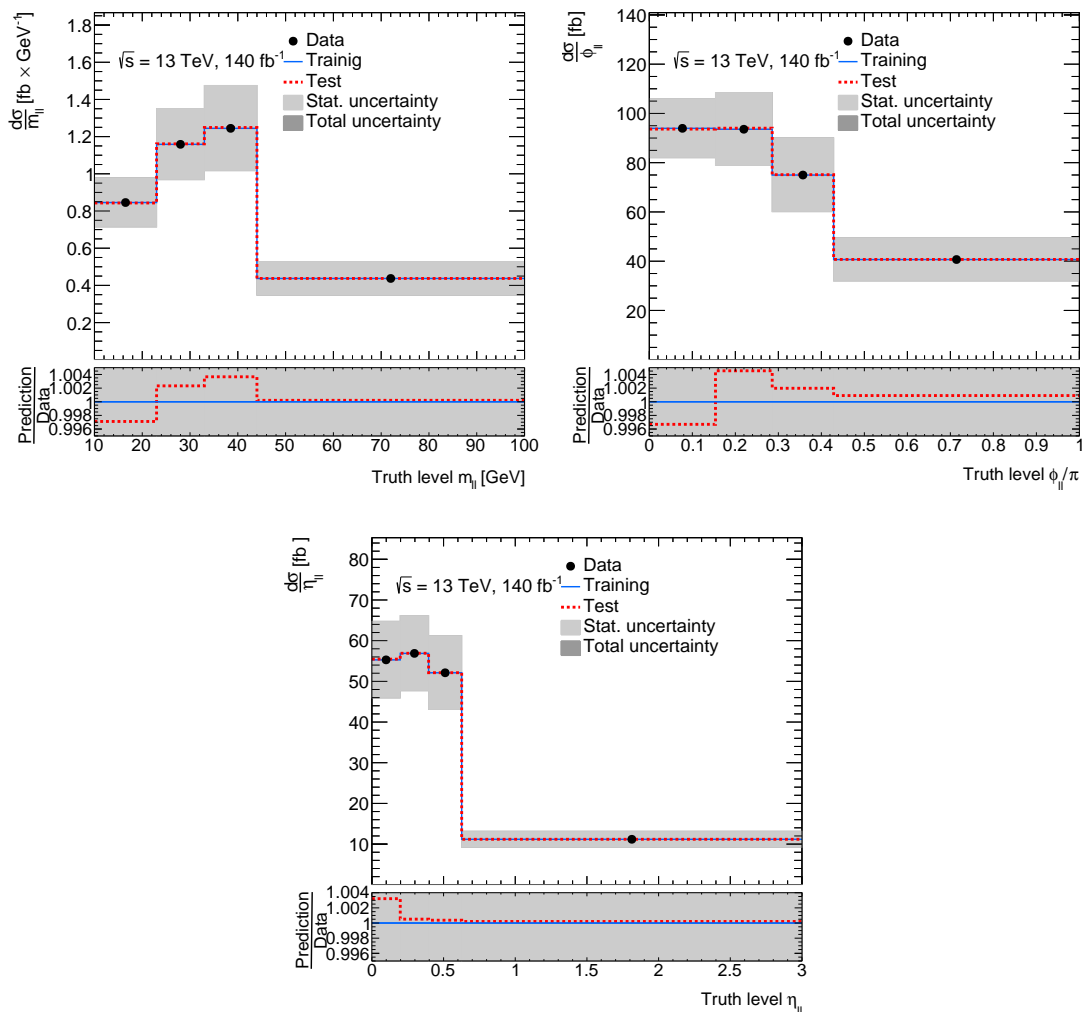 dσ/m_ll [fb × GeV⁻¹]
√s = 13 TeV, 140 fb⁻¹
Data
Trainig
Test
Stat. uncertainty
Total uncertainty
1.8
1.6
1.4
1.2
1
0.8
0.6
0.4
0.2
Prediction
Data
1.004
1.002
1
0.998
0.996
10 20 30 40 50 60 70 80 90 100
Truth level m_ll [GeV]
dσ/ϕ_ll [fb]
√s = 13 TeV, 140 fb⁻¹
Data
Training
Test
Stat. uncertainty
Total uncertainty
140
120
100
80
60
40
20
Prediction
Data
1.004
1.002
1
0.998
0.996
0 0.1 0.2 0.3 0.4 0.5 0.6 0.7 0.8 0.9 1
Truth level ϕ_ll/π
dσ/η_ll [fb]
√s = 13 TeV, 140 fb⁻¹
Data
Training
Test
Stat. uncertainty
Total uncertainty
80
70
60
50
40
30
20
10
Prediction
Data
1.004
1.002
1
0.998
0.996
0 0.5 1 1.5 2 2.5 3
Truth level η_ll